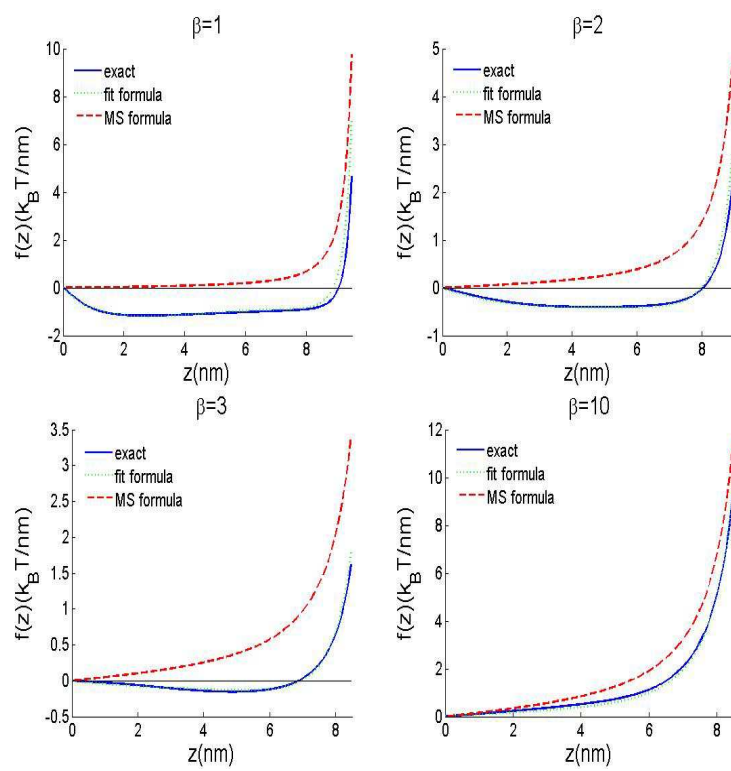 β=1
10
8
6
4
2
0
-2
f(z)(k_B T/nm)
exact
fit formula
MS formula
0
2
4
6
8
z(nm)
β=2
5
4
3
2
1
0
-1
f(z)(k_B T/nm)
exact
fit formula
MS formula
0
2
4
6
8
z(nm)
β=3
3.5
3
2.5
2
1.5
1
0.5
0
-0.5
f(z)(k_B T/nm)
exact
fit formula
MS formula
0
2
4
6
8
z(nm)
β=10
12
10
8
6
4
2
0
f(z)(k_B T/nm)
exact
fit formula
MS formula
0
2
4
6
8
z(nm)